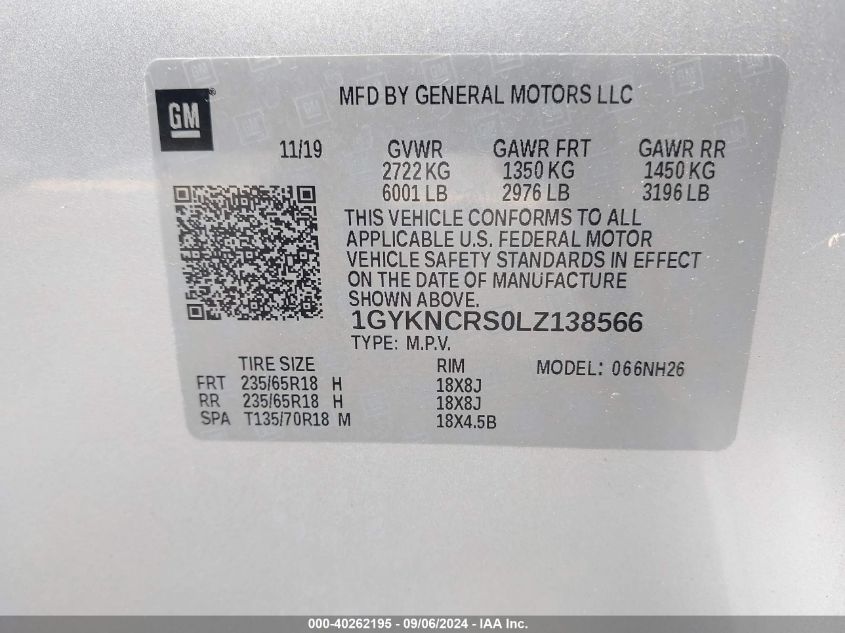 MFD BY GENERAL MOTORS LLC
GM®
11/19 GVWR GAWR FRT GAWR RR
2722 KG 1350 KG 1450 KG
6001 LB 2976 LB 3196 LB
THIS VEHICLE CONFORMS TO ALL
APPLICABLE U.S. FEDERAL MOTOR
VEHICLE SAFETY STANDARDS IN EFFECT
ON THE DATE OF MANUFACTURE
SHOWN ABOVE.
1GYKNCRS0LZ138566
TYPE: M.P.V.
TIRE SIZE RIM MODEL: 066NH26
FRT 235/65R18 H 18X8J
RR 235/65R18 H 18X8J
SPA T135/70R18 M 18X4.5B
000-40262195 - 09/06/2024 - IAA Inc.